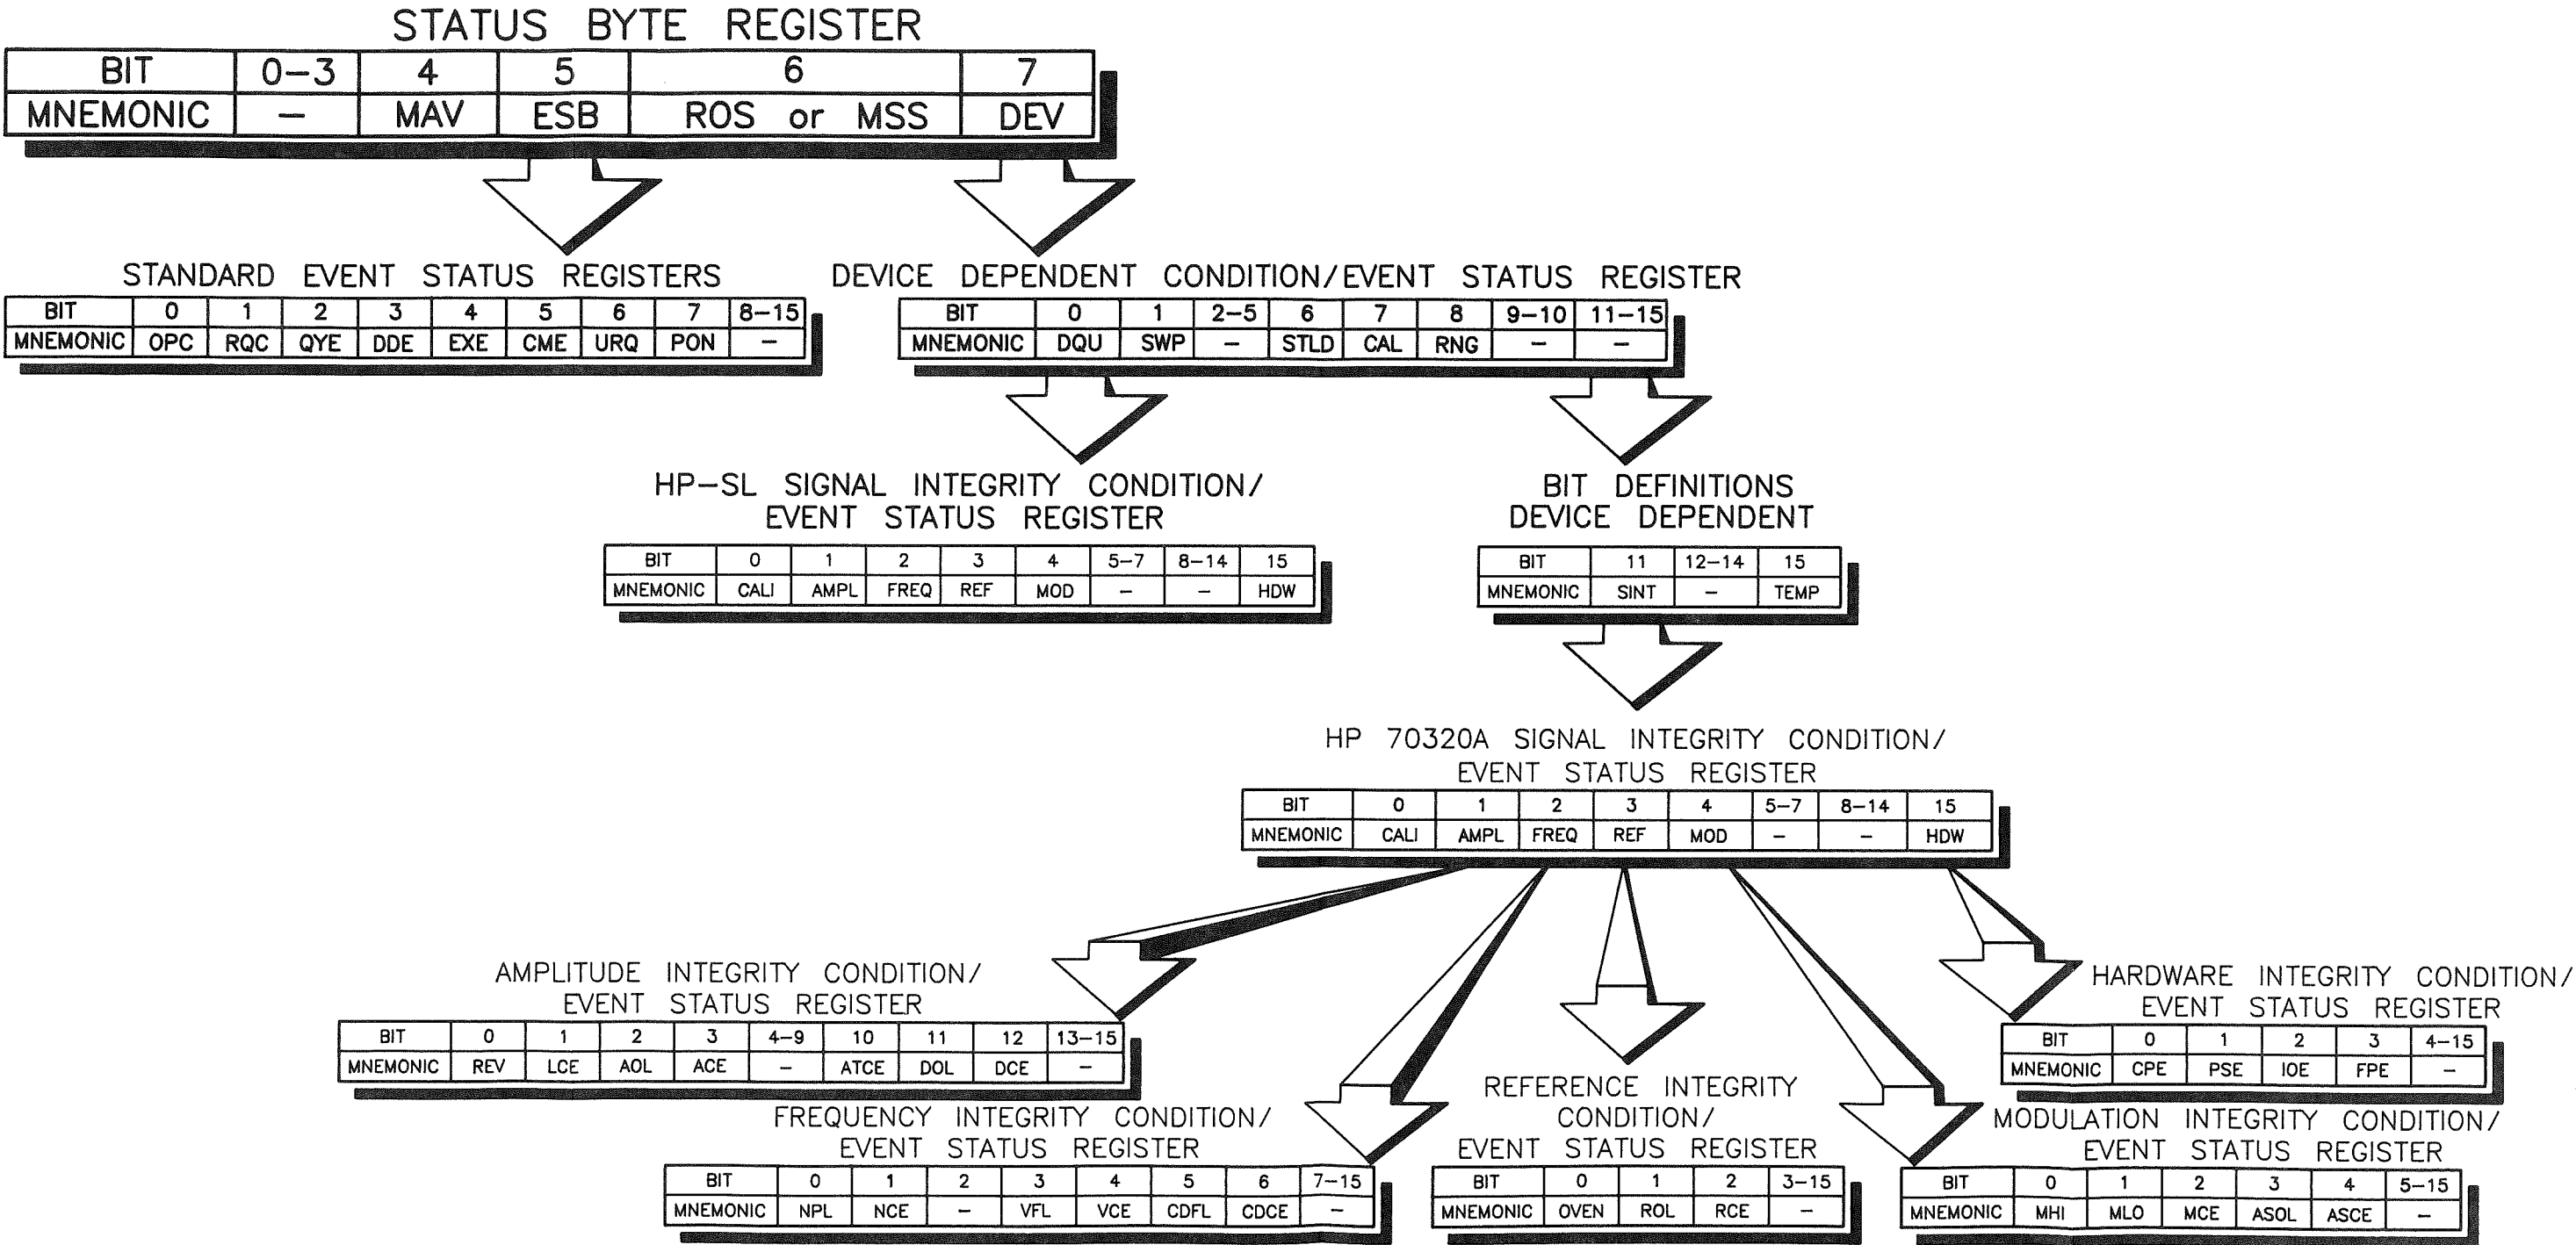 STATUS BYTE REGISTER
BIT 0-3 4 5 6 7
MNEMONIC - MAV ESB ROS or MSS DEV
STANDARD EVENT STATUS REGISTERS
BIT 0 1 2 3 4 5 6 7 8-15
MNEMONIC OPC RQC QYE DDE EXE CME URQ PON -
DEVICE DEPENDENT CONDITION/EVENT STATUS REGISTER
BIT 0 1 2-5 6 7 8 9-10 11-15
MNEMONIC DQU SWP - STLD CAL RNG - -
HP-SL SIGNAL INTEGRITY CONDITION/
EVENT STATUS REGISTER
BIT 0 1 2 3 4 5-7 8-14 15
MNEMONIC CALI AMPL FREQ REF MOD - - HDW
BIT DEFINITIONS
DEVICE DEPENDENT
BIT 11 12-14 15
MNEMONIC SINT - TEMP
HP 70320A SIGNAL INTEGRITY CONDITION/
EVENT STATUS REGISTER
BIT 0 1 2 3 4 5-7 8-14 15
MNEMONIC CALI AMPL FREQ REF MOD - - HDW
AMPLITUDE INTEGRITY CONDITION/
EVENT STATUS REGISTER
BIT 0 1 2 3 4-9 10 11 12 13-15
MNEMONIC REV LCE AOL ACE - ATCE DOL DCE -
HARDWARE INTEGRITY CONDITION/
EVENT STATUS REGISTER
BIT 0 1 2 3 4-15
MNEMONIC CPE PSE IOE FPE -
FREQUENCY INTEGRITY CONDITION/
EVENT STATUS REGISTER
BIT 0 1 2 3 4 5 6 7-15
MNEMONIC NPL NCE - VFL VCE CDFL CDCE -
REFERENCE INTEGRITY
CONDITION/
EVENT STATUS REGISTER
BIT 0 1 2 3-15
MNEMONIC OVEN ROL RCE -
MODULATION INTEGRITY CONDITION/
EVENT STATUS REGISTER
BIT 0 1 2 3 4 5-15
MNEMONIC MHI MLO MCE ASOL ASCE -